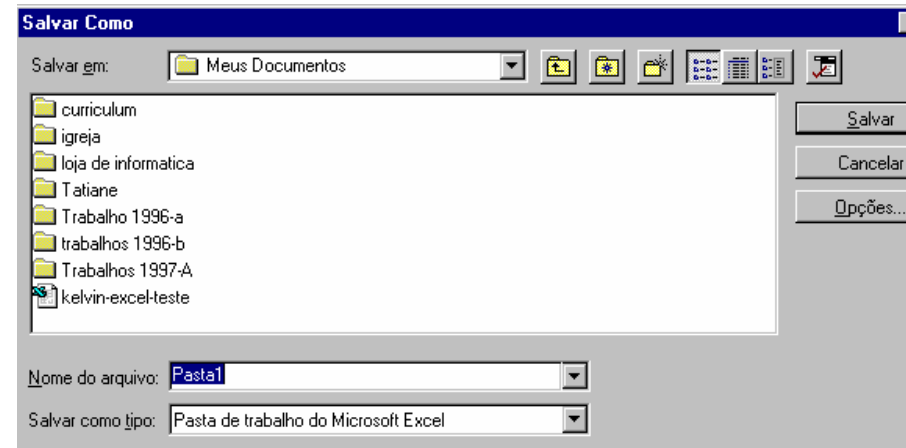 Salvar Como
Salvar em: Meus Documentos
curriculum
igreja
loja de informatica
Tatiane
Trabalho 1996-a
trabalhos 1996-b
Trabalhos 1997-A
kelvin-excel-teste
Salvar
Cancelar
Opções...
Nome do arquivo: Pasta1
Salvar como tipo: Pasta de trabalho do Microsoft Excel